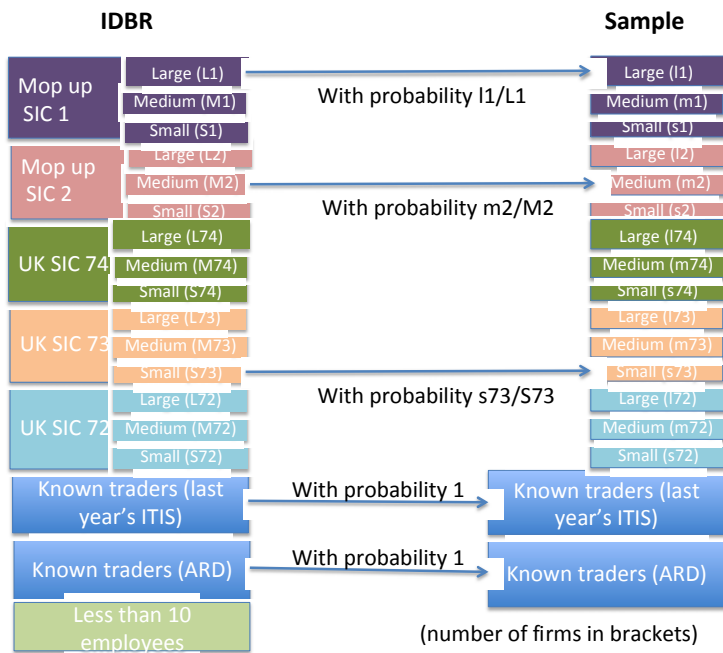 IDBR
Sample
Mop up
SIC 1
Large (L1)
Medium (M1)
Small (S1)
With probability l1/L1
Large (l1)
Medium (m1)
Small (s1)
Mop up
SIC 2
Large (L2)
Medium (M2)
Small (S2)
With probability m2/M2
Large (l2)
Medium (m2)
Small (s2)
UK SIC 74
Large (L74)
Medium (M74)
Small (S74)
Large (l74)
Medium (m74)
Small (s74)
UK SIC 73
Large (L73)
Medium (M73)
Small (S73)
With probability s73/S73
Large (l73)
Medium (m73)
Small (s73)
UK SIC 72
Large (L72)
Medium (M72)
Small (S72)
Large (l72)
Medium (m72)
Small (s72)
Known traders (last
year's ITIS)
With probability 1
Known traders (last
year's ITIS)
Known traders (ARD)
With probability 1
Known traders (ARD)
Less than 10
employees
(number of firms in brackets)